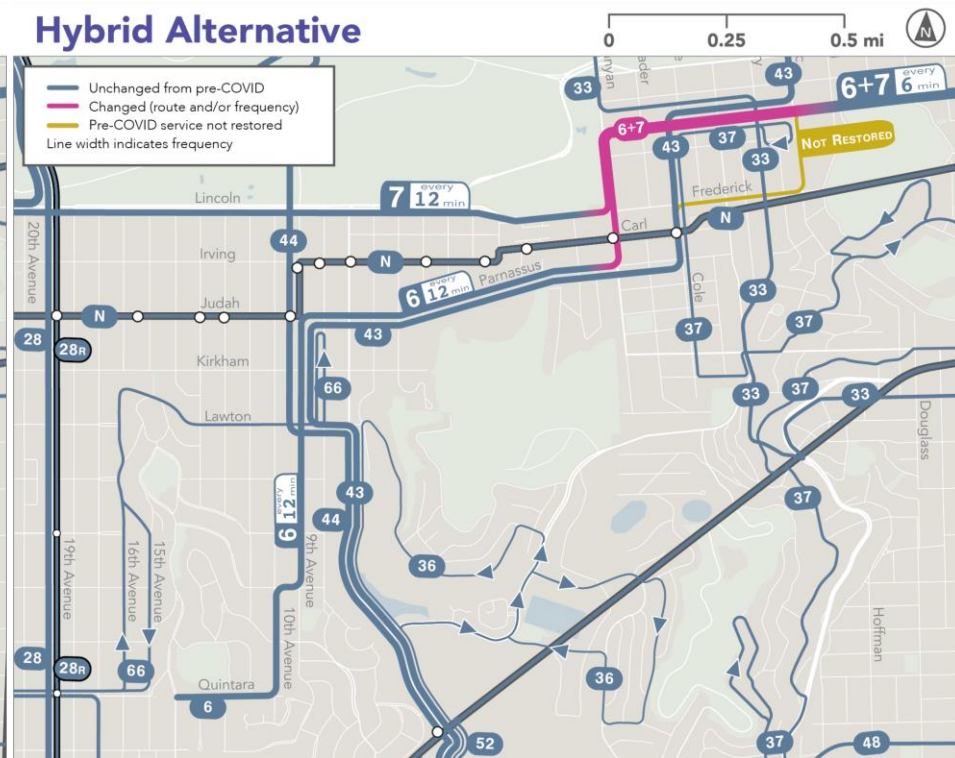 Hybrid Alternative
0
0.25
0.5 mi
N
Unchanged from pre-COVID
Changed (route and/or frequency)
Pre-COVID service not restored
Line width indicates frequency
33
43
6+7
every
6
min
6+7
43
37
33
NOT RESTORED
Frederick
7
every
12
min
Lincoln
20th Avenue
44
Irving
N
Carl
N
Parnassus
6
every
12
min
Judah
N
43
Cole
33
37
37
28
28R
Kirkham
66
33
37
33
Lawton
Douglass
43
44
6
every
12
min
37
19th Avenue
16th Avenue
15th Avenue
9th Avenue
10th Avenue
36
Hoffman
28
28R
66
Quintara
6
36
52
37
48